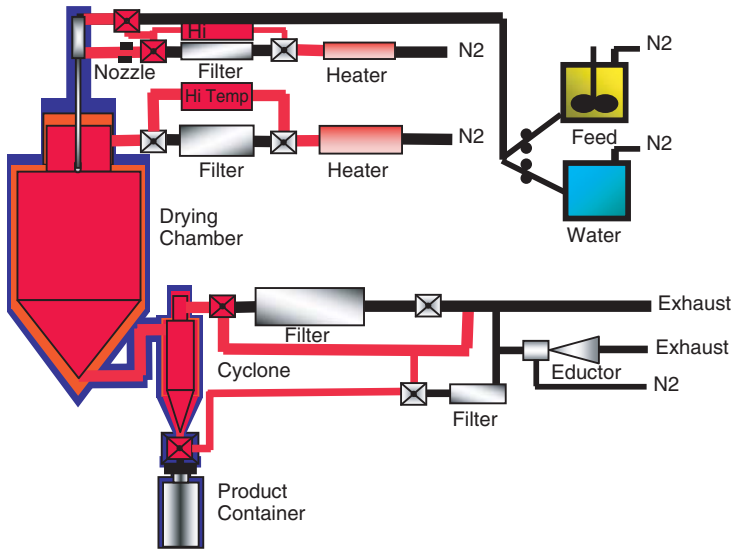 Hi
N2
N2
Nozzle
Filter
Heater
Hi Temp
N2
Feed
N2
Filter
Heater
Drying
Chamber
Water
Exhaust
Filter
Exhaust
Cyclone
Eductor
N2
Filter
Product
Container